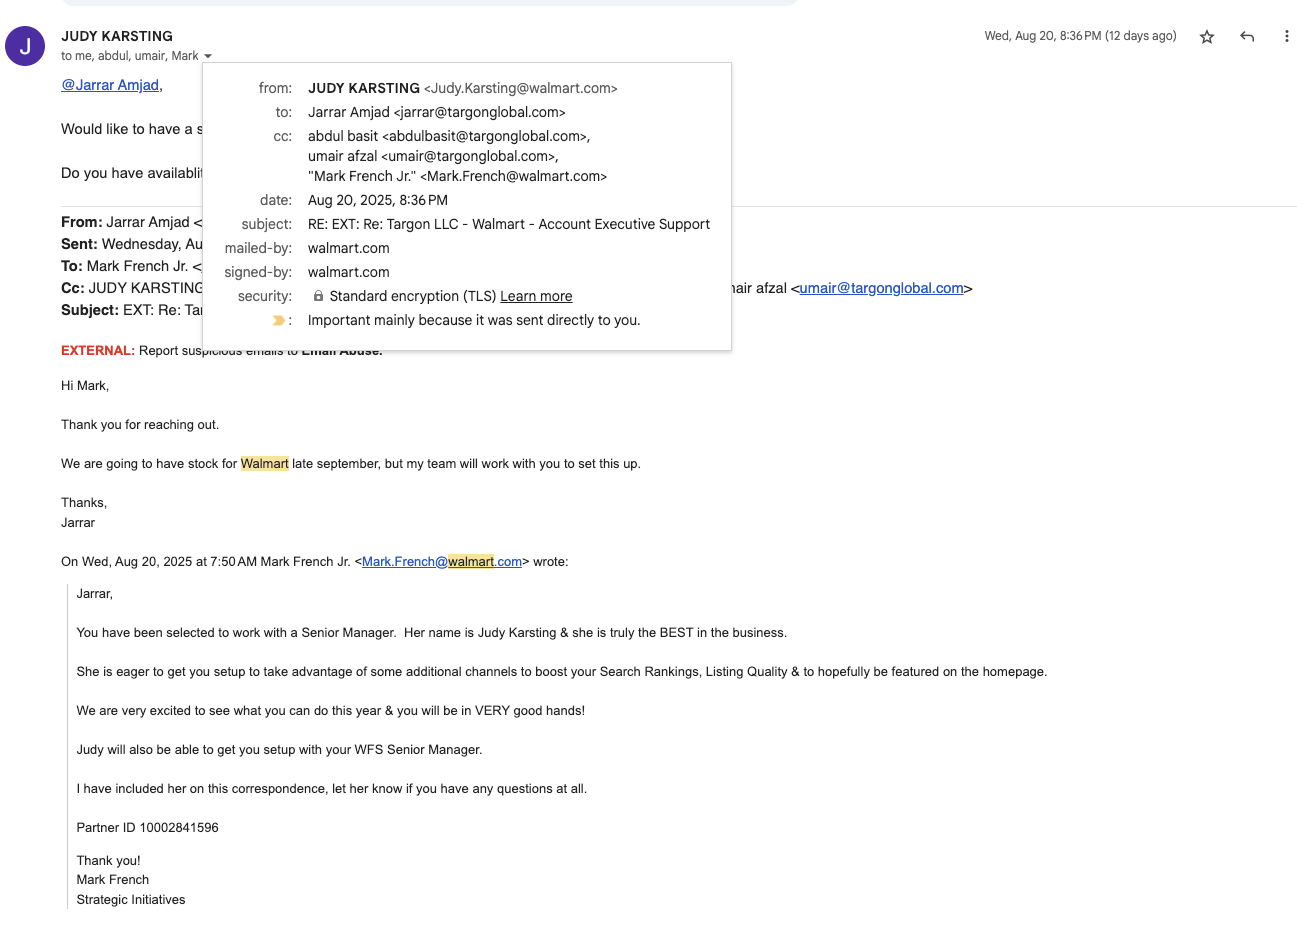 J
JUDY KARSTING
Wed, Aug 20, 8:36 PM (12 days ago)
to me, abdul, umair, Mark
@Jarrar Amjad,
from: JUDY KARSTING <Judy.Karsting@walmart.com>
to: Jarrar Amjad <jarrar@targonglobal.com>
cc: abdul basit <abdulbasit@targonglobal.com>,
umair afzal <umair@targonglobal.com>,
"Mark French Jr." <Mark.French@walmart.com>
date: Aug 20, 2025, 8:36 PM
subject: RE: EXT: Re: Targon LLC - Walmart - Account Executive Support
mailed-by: walmart.com
signed-by: walmart.com
security: Standard encryption (TLS) Learn more
: Important mainly because it was sent directly to you.
Would like to have a s
Do you have availablit
From: Jarrar Amjad <
Sent: Wednesday, Au
To: Mark French Jr. <
Cc: JUDY KARSTING air afzal <umair@targonglobal.com>
Subject: EXT: Re: Ta
EXTERNAL: Report suspicious emails to Email Abuse.
Hi Mark,
Thank you for reaching out.
We are going to have stock for Walmart late september, but my team will work with you to set this up.
Thanks,
Jarrar
On Wed, Aug 20, 2025 at 7:50 AM Mark French Jr. <Mark.French@walmart.com> wrote:
Jarrar,
You have been selected to work with a Senior Manager.  Her name is Judy Karsting & she is truly the BEST in the business.
She is eager to get you setup to take advantage of some additional channels to boost your Search Rankings, Listing Quality & to hopefully be featured on the homepage.
We are very excited to see what you can do this year & you will be in VERY good hands!
Judy will also be able to get you setup with your WFS Senior Manager.
I have included her on this correspondence, let her know if you have any questions at all.
Partner ID 10002841596
Thank you!
Mark French
Strategic Initiatives